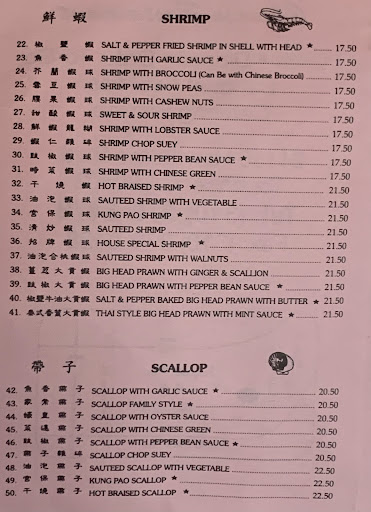 鮮 蝦 SHRIMP
22. 椒 鹽 蝦 SALT & PEPPER FRIED SHRIMP IN SHELL WITH HEAD ★ 17.50
23. 魚 香 蝦 SHRIMP WITH GARLIC SAUCE ★ 17.50
24. 芥 蘭 蝦 球 SHRIMP WITH BROCCOLI (Can Be with Chinese Broccoli) 17.50
25. 雪 豆 蝦 球 SHRIMP WITH SNOW PEAS 17.50
26. 腰 果 蝦 球 SHRIMP WITH CASHEW NUTS 17.50
27. 甜 酸 蝦 球 SWEET & SOUR SHRIMP 17.50
28. 鮮 蝦 龍 糊 SHRIMP WITH LOBSTER SAUCE 17.50
29. 蝦 仁 雜 碎 SHRIMP CHOP SUEY 17.50
30. 豉 椒 蝦 球 SHRIMP WITH PEPPER BEAN SAUCE ★ 17.50
31. 時 菜 蝦 球 SHRIMP WITH CHINESE GREEN 17.50
32. 干 燒 蝦 HOT BRAISED SHRIMP ★ 21.50
33. 油 泡 蝦 球 SAUTEED SHRIMP WITH VEGETABLE 21.50
34. 宮 保 蝦 球 KUNG PAO SHRIMP ★ 21.50
35. 清 炒 蝦 球 SAUTEED SHRIMP 21.50
36. 招 牌 蝦 球 HOUSE SPECIAL SHRIMP ★ 21.50
37. 油泡合桃蝦球 SAUTEED SHRIMP WITH WALNUTS 21.50
38. 薑 葱 大 頭 蝦 BIG HEAD PRAWN WITH GINGER & SCALLION 21.50
39. 豉 椒 大 頭 蝦 BIG HEAD PRAWN WITH PEPPER BEAN SAUCE ★ 21.50
40. 椒鹽牛油大頭蝦 SALT & PEPPER BAKED BIG HEAD PRAWN WITH BUTTER ★ 21.50
41. 泰式香葉大頭蝦 THAI STYLE BIG HEAD PRAWN WITH MINT SAUCE ★ 21.50
帶 子 SCALLOP
42. 魚 香 帶 子 SCALLOP WITH GARLIC SAUCE ★ 20.50
43. 家 常 帶 子 SCALLOP FAMILY STYLE ★ 20.50
44. 蠔 皇 帶 子 SCALLOP WITH OYSTER SAUCE 20.50
45. 菜 遠 帶 子 SCALLOP WITH CHINESE GREEN 20.50
46. 豉 椒 帶 子 SCALLOP WITH PEPPER BEAN SAUCE ★ 20.50
47. 帶 子 雜 碎 SCALLOP CHOP SUEY 20.50
48. 油 泡 帶 子 SAUTEED SCALLOP WITH VEGETABLE 22.50
49. 宮 保 帶 子 KUNG PAO SCALLOP ★ 22.50
50. 干 燒 帶 子 HOT BRAISED SCALLOP ★ 22.50